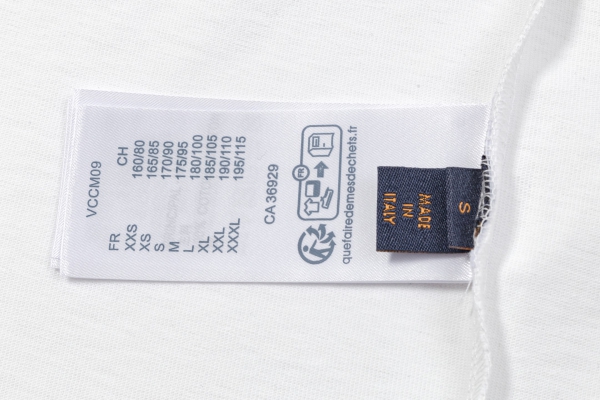 VCCM09
FR CH
XXS 160/80
XS 165/85
S 170/90
M 175/95
L 180/100
XL 185/105
XXL 190/110
XXXL 195/115
CA 36929
FR
quefairedemesdechets.fr
MADE
IN
ITALY
S